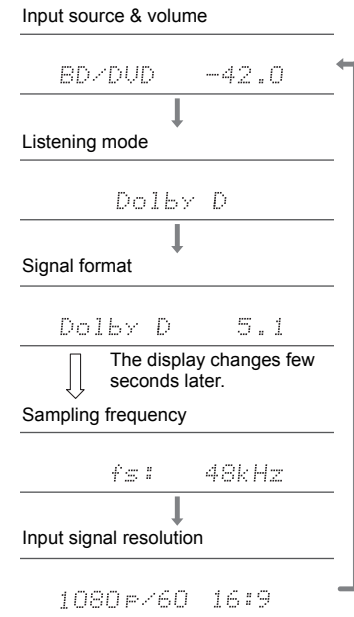 Input source & volume
BD/DVD -42.0
Listening mode
Dolby D
Signal format
Dolby D 5.1
The display changes few
seconds later.
Sampling frequency
fs: 48kHz
Input signal resolution
1080p/60 16:9